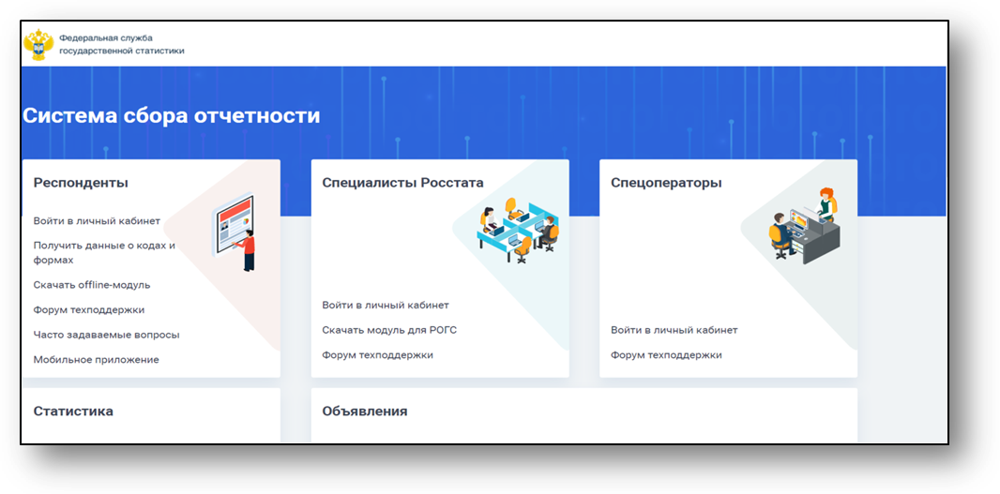 Федеральная служба
государственной статистики
Система сбора отчетности
Респонденты
Войти в личный кабинет
Получить данные о кодах и
формах
Скачать offline-модуль
Форум техподдержки
Часто задаваемые вопросы
Мобильное приложение
Специалисты Росстата
Войти в личный кабинет
Скачать модуль для РОГС
Форум техподдержки
Спецоператоры
Войти в личный кабинет
Форум техподдержки
Статистика
Объявления